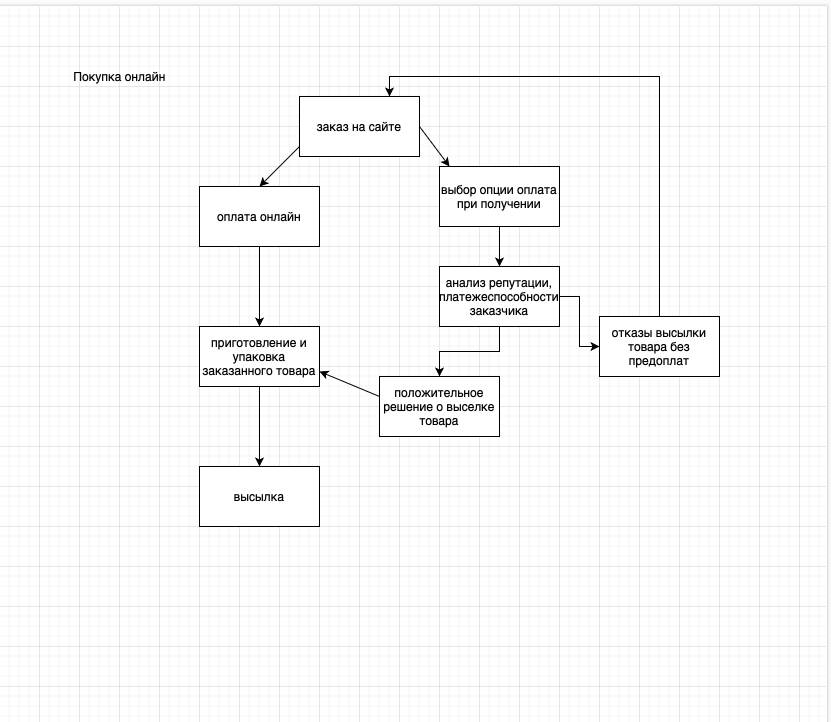 Покупка онлайн
заказ на сайте
выбор опции оплата
при получении
оплата онлайн
анализ репутации,
платежеспособности
заказчика
отказы высылки
товара без
предоплат
приготовление и
упаковка
заказанного товара
положительное
решение о выселке
товара
высылка